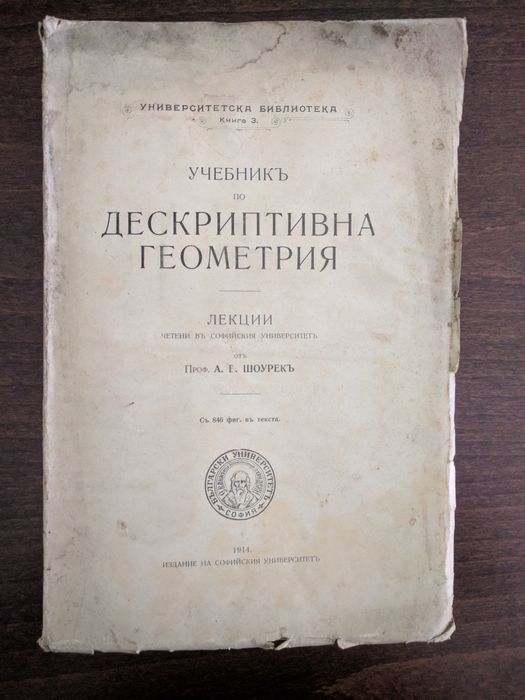 УНИВЕРСИТЕТСКА БИБЛИОТЕКА
Книга 3.
УЧЕБНИКЪ
ПО
ДЕСКРИПТИВНА
ГЕОМЕТРИЯ
ЛЕКЦИИ
ЧЕТЕНИ ВЪ СОФИЙСКИЯ УНИВЕРСИТЕТЪ
ОТЪ
ПРОФ. А. В. ШОУРЕКЪ
Съ 846 фиг. въ текста.
БЪЛГАРСКИ УНИВЕРСИТЕТЪ
СОФИЯ
1914.
ИЗДАНИЕ НА СОФИЙСКИЯ УНИВЕРСИТЕТЪ